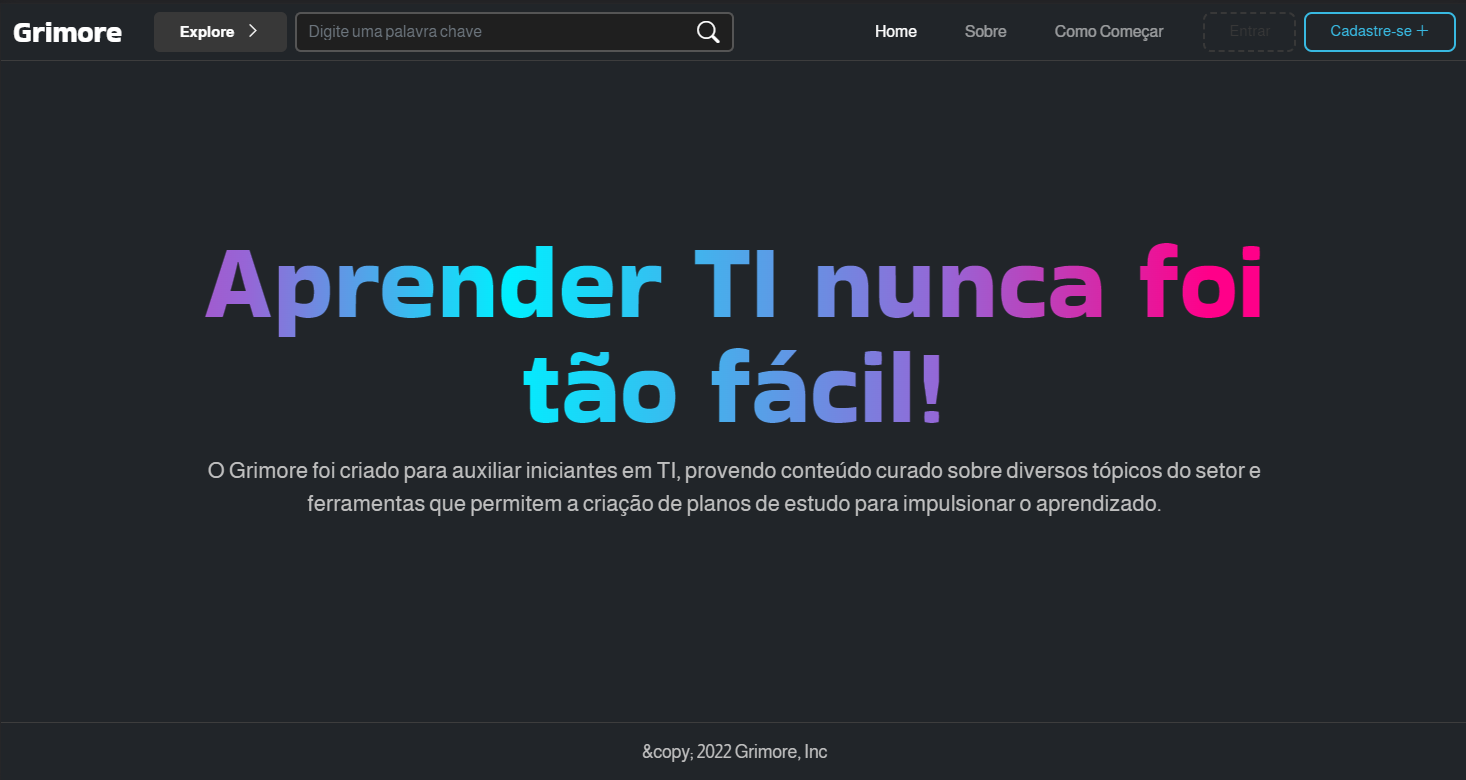 Grimore Explore Digite uma palavra chave Home Sobre Como Começar Entrar Cadastre-se +
Aprender TI nunca foi
tão fácil!
O Grimore foi criado para auxiliar iniciantes em TI, provendo conteúdo curado sobre diversos tópicos do setor e
ferramentas que permitem a criação de planos de estudo para impulsionar o aprendizado.
&copy; 2022 Grimore, Inc